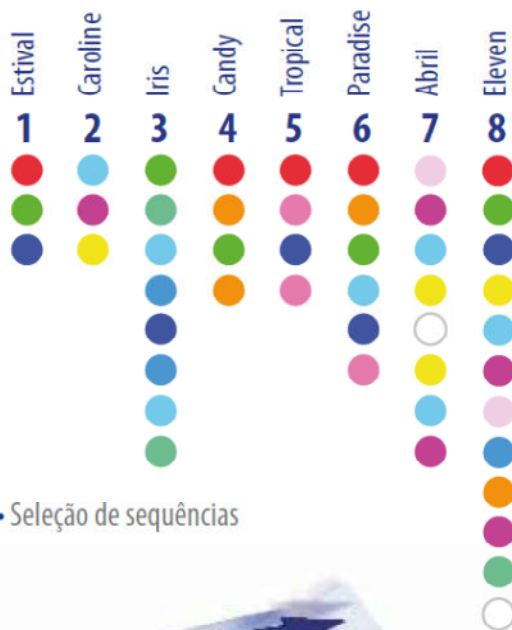 Estival
Caroline
Iris
Candy
Tropical
Paradise
Abril
Eleven
1 2 3 4 5 6 7 8
• Seleção de sequências